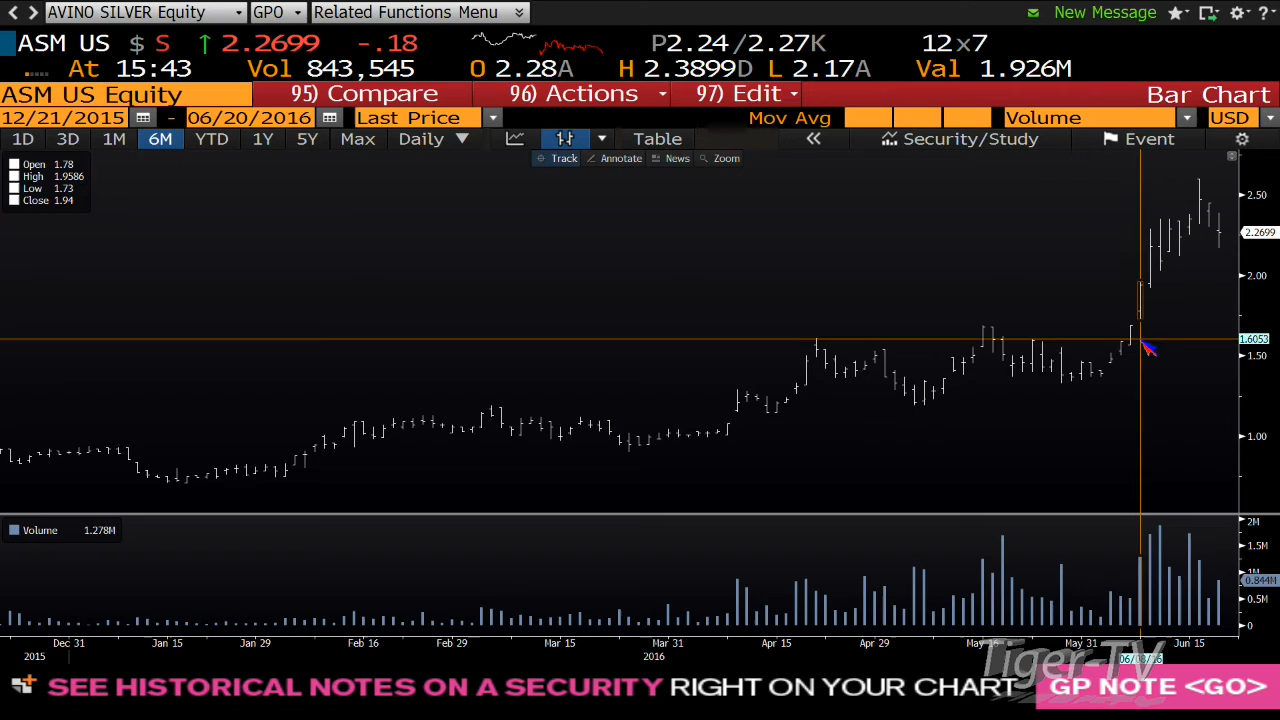 AVINO SILVER Equity GPO Related Functions Menu New Message ?
ASM US $ S ↑ 2.2699 -.18 P2.24/2.27K 12x7
At 15:43 Vol 843,545 O 2.28A H 2.3899D L 2.17A Val 1.926M
ASM US Equity 95) Compare 96) Actions 97) Edit Bar Chart
12/21/2015 - 06/20/2016 Last Price Mov Avg Volume USD
1D 3D 1M 6M YTD 1Y 5Y Max Daily ▼ Table « Security/Study Event
Track Annotate News Zoom
Open 1.78
High 1.9586
Low 1.73
Close 1.94
2.50
2.2699
2.00
1.6053
1.50
1.00
Volume 1.278M
2M
1.5M
1M
0.844M
0.5M
0
Dec 31 Jan 15 Jan 29 Feb 16 Feb 29 Mar 15 Mar 31 Apr 15 Apr 29 May 16 May 31 Jun 15
2015 2016 06/08/16
Tiger-TV
SEE HISTORICAL NOTES ON A SECURITY RIGHT ON YOUR CHART GP NOTE <GO>